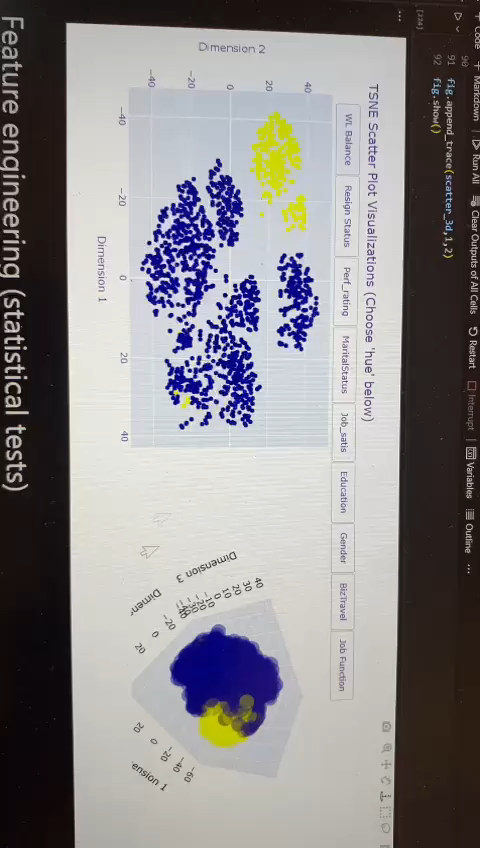 Code + Markdown | Run All Clear Outputs of All Cells Restart Interrupt | Variables Outline ...
90
91 fig.append_trace(scatter_3d,1,2)
92 fig.show()
...
TSNE Scatter Plot Visualizations (Choose 'hue' below)
WL Balance Resign Status Perf_rating MaritalStatus Job_satis Education Gender BizTravel Job Function
40
20
0
−20
−40
Dimension 2
−40 −20 0 20 40
Dimension 1
Dimension 3
40
30
20
10
0
−10
−20
−30
−40
−20
0
20
20
0
−20
−40
−60
ension 1
Feature engineering (statistical tests)